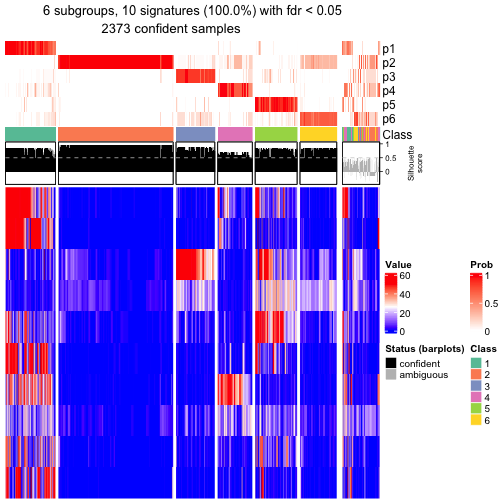 6 subgroups, 10 signatures (100.0%) with fdr < 0.05
2373 confident samples
p1
p2
p3
p4
p5
p6
Class
1
0.5
0
Silhouette
score
Value
60
40
20
0
Prob
1
0.5
0
Status (barplots)
confident
ambiguous
Class
1
2
3
4
5
6